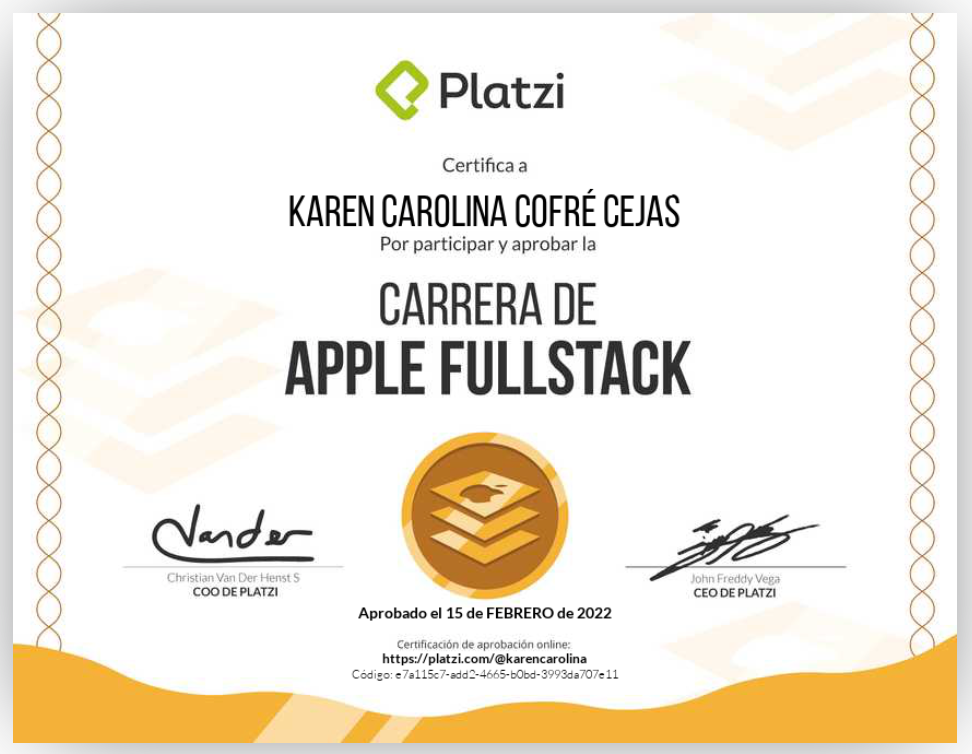 Platzi
Certifica a
KAREN CAROLINA COFRÉ CEJAS
Por participar y aprobar la
CARRERA DE
APPLE FULLSTACK
Vander
Christian Van Der Henst S
COO DE PLATZI
John Freddy Vega
CEO DE PLATZI
Aprobado el 15 de FEBRERO de 2022
Certificación de aprobación online:
https://platzi.com/@karencarolina
Código: e7a115c7-add2-4665-b0bd-3993da707e11